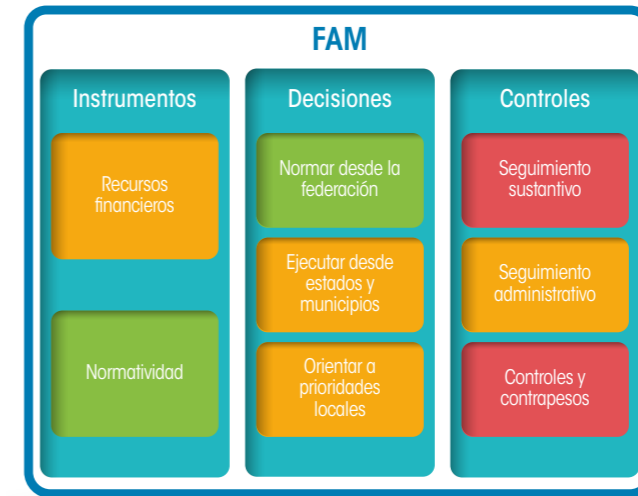 FAM
Instrumentos
Recursos
financieros
Normatividad
Decisiones
Normar desde la
federación
Ejecutar desde
estados y
municipios
Orientar a
prioridades
locales
Controles
Seguimiento
sustantivo
Seguimiento
administrativo
Controles y
contrapesos